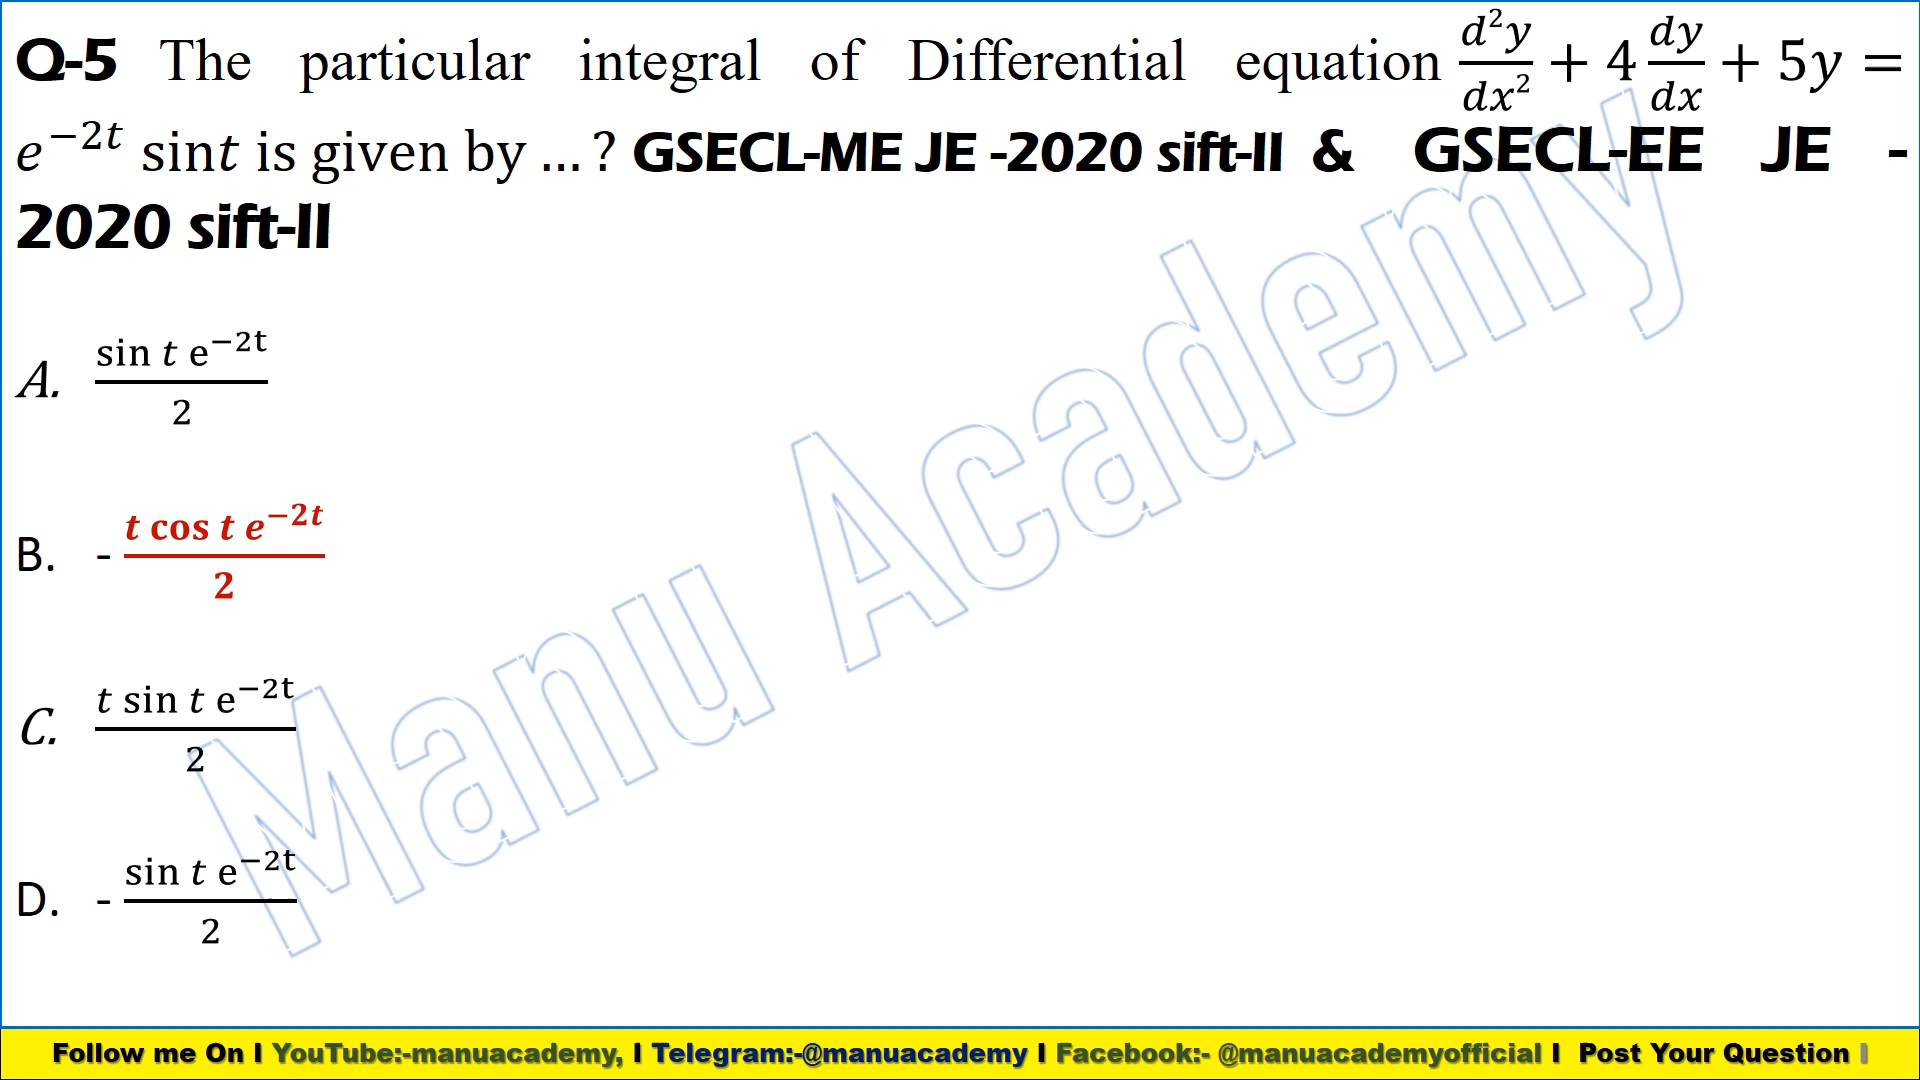 Q-5 The particular integral of Differential equation d²y/dx² + 4 dy/dx + 5y =
e⁻²ᵗ sint is given by ... ? GSECL-ME JE -2020 sift-II & GSECL-EE JE -
2020 sift-II
A. sin t e⁻²ᵗ/2
B. - t cos t e⁻²ᵗ/2
C. t sin t e⁻²ᵗ/2
D. - sin t e⁻²ᵗ/2
Manu Academy
Follow me On I YouTube:-manuacademy, I Telegram:-@manuacademy I Facebook:- @manuacademyofficial I Post Your Question I